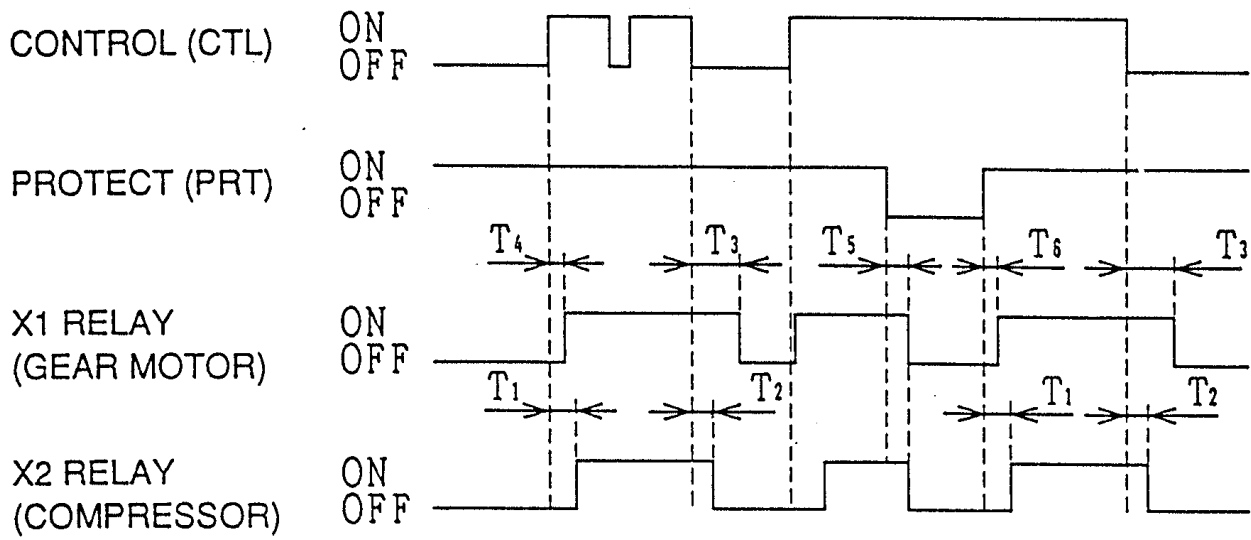 CONTROL (CTL) ON
OFF
PROTECT (PRT) ON
OFF
T4 T3 T5 T6 T3
X1 RELAY ON
(GEAR MOTOR) OFF
T1 T2 T1 T2
X2 RELAY ON
(COMPRESSOR) OFF